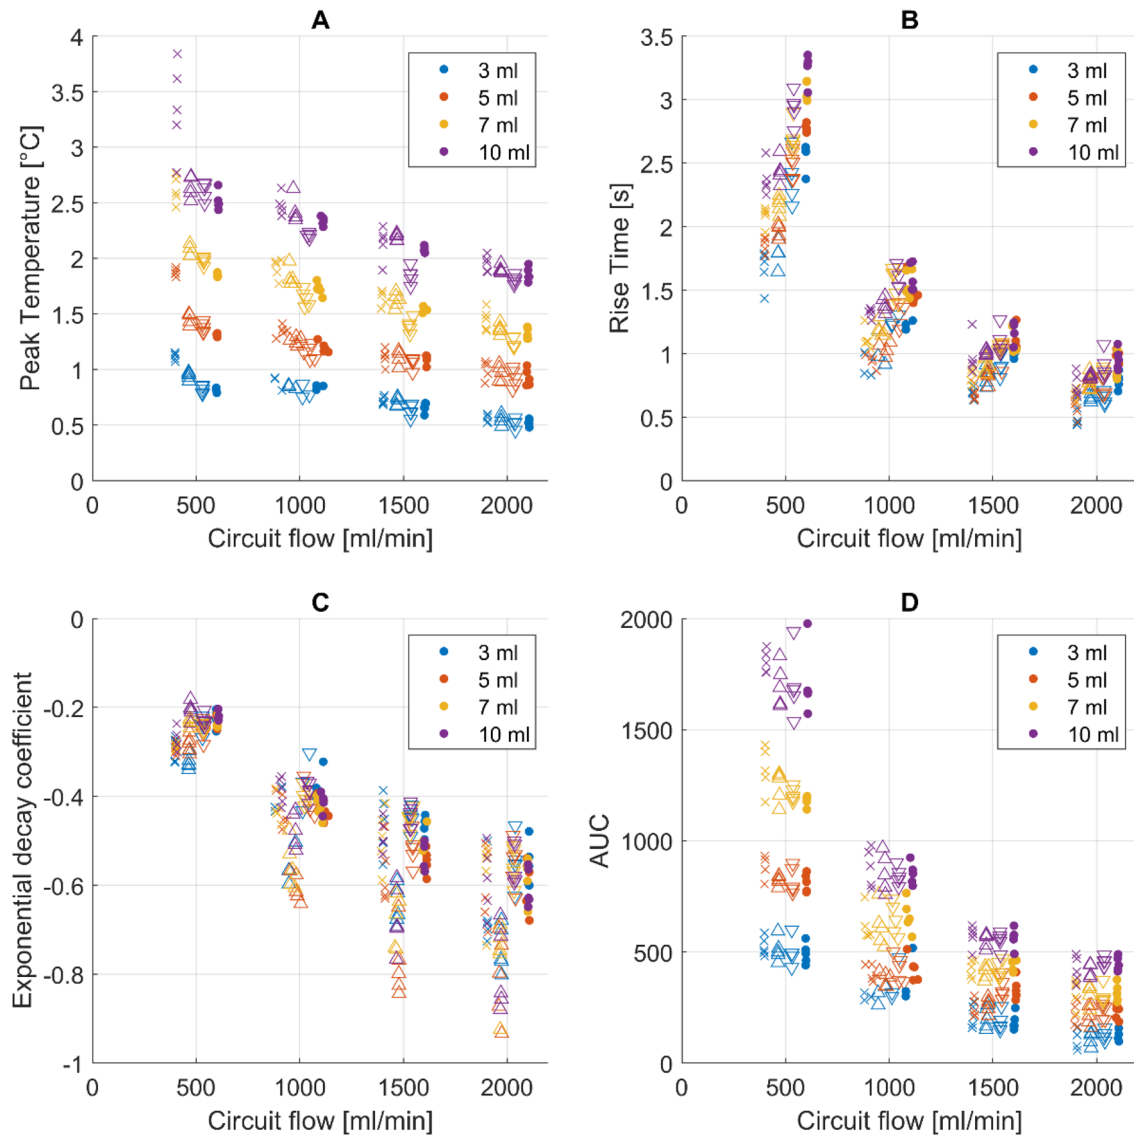 A
Peak Temperature [°C]
4
3.5
3
2.5
2
1.5
1
0.5
0
0
500
1000
1500
2000
Circuit flow [ml/min]
3 ml
5 ml
7 ml
10 ml
B
Rise Time [s]
3.5
3
2.5
2
1.5
1
0.5
0
0
500
1000
1500
2000
Circuit flow [ml/min]
3 ml
5 ml
7 ml
10 ml
C
Exponential decay coefficient
0
-0.2
-0.4
-0.6
-0.8
-1
0
500
1000
1500
2000
Circuit flow [ml/min]
3 ml
5 ml
7 ml
10 ml
D
AUC
2000
1500
1000
500
0
0
500
1000
1500
2000
Circuit flow [ml/min]
3 ml
5 ml
7 ml
10 ml